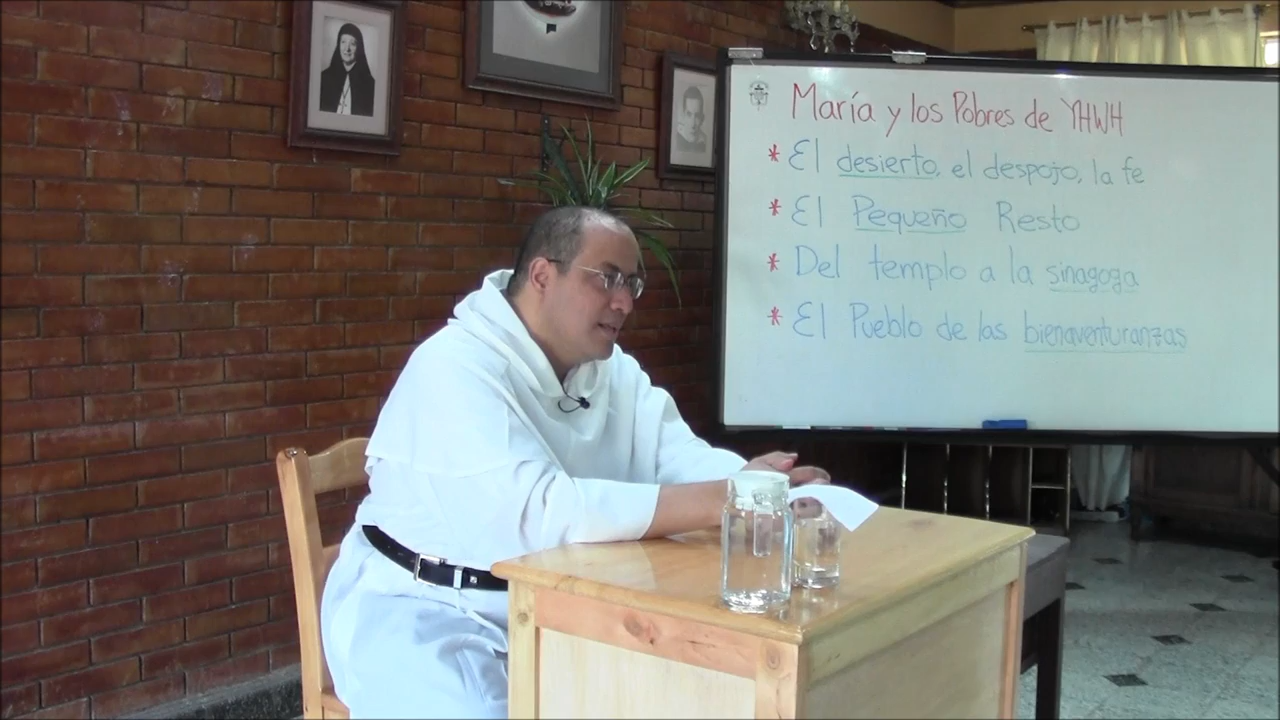 María y los Pobres de YHWH
* El desierto, el despojo, la fe
* El Pequeño Resto
* Del templo a la sinagoga
* El Pueblo de las bienaventuranzas